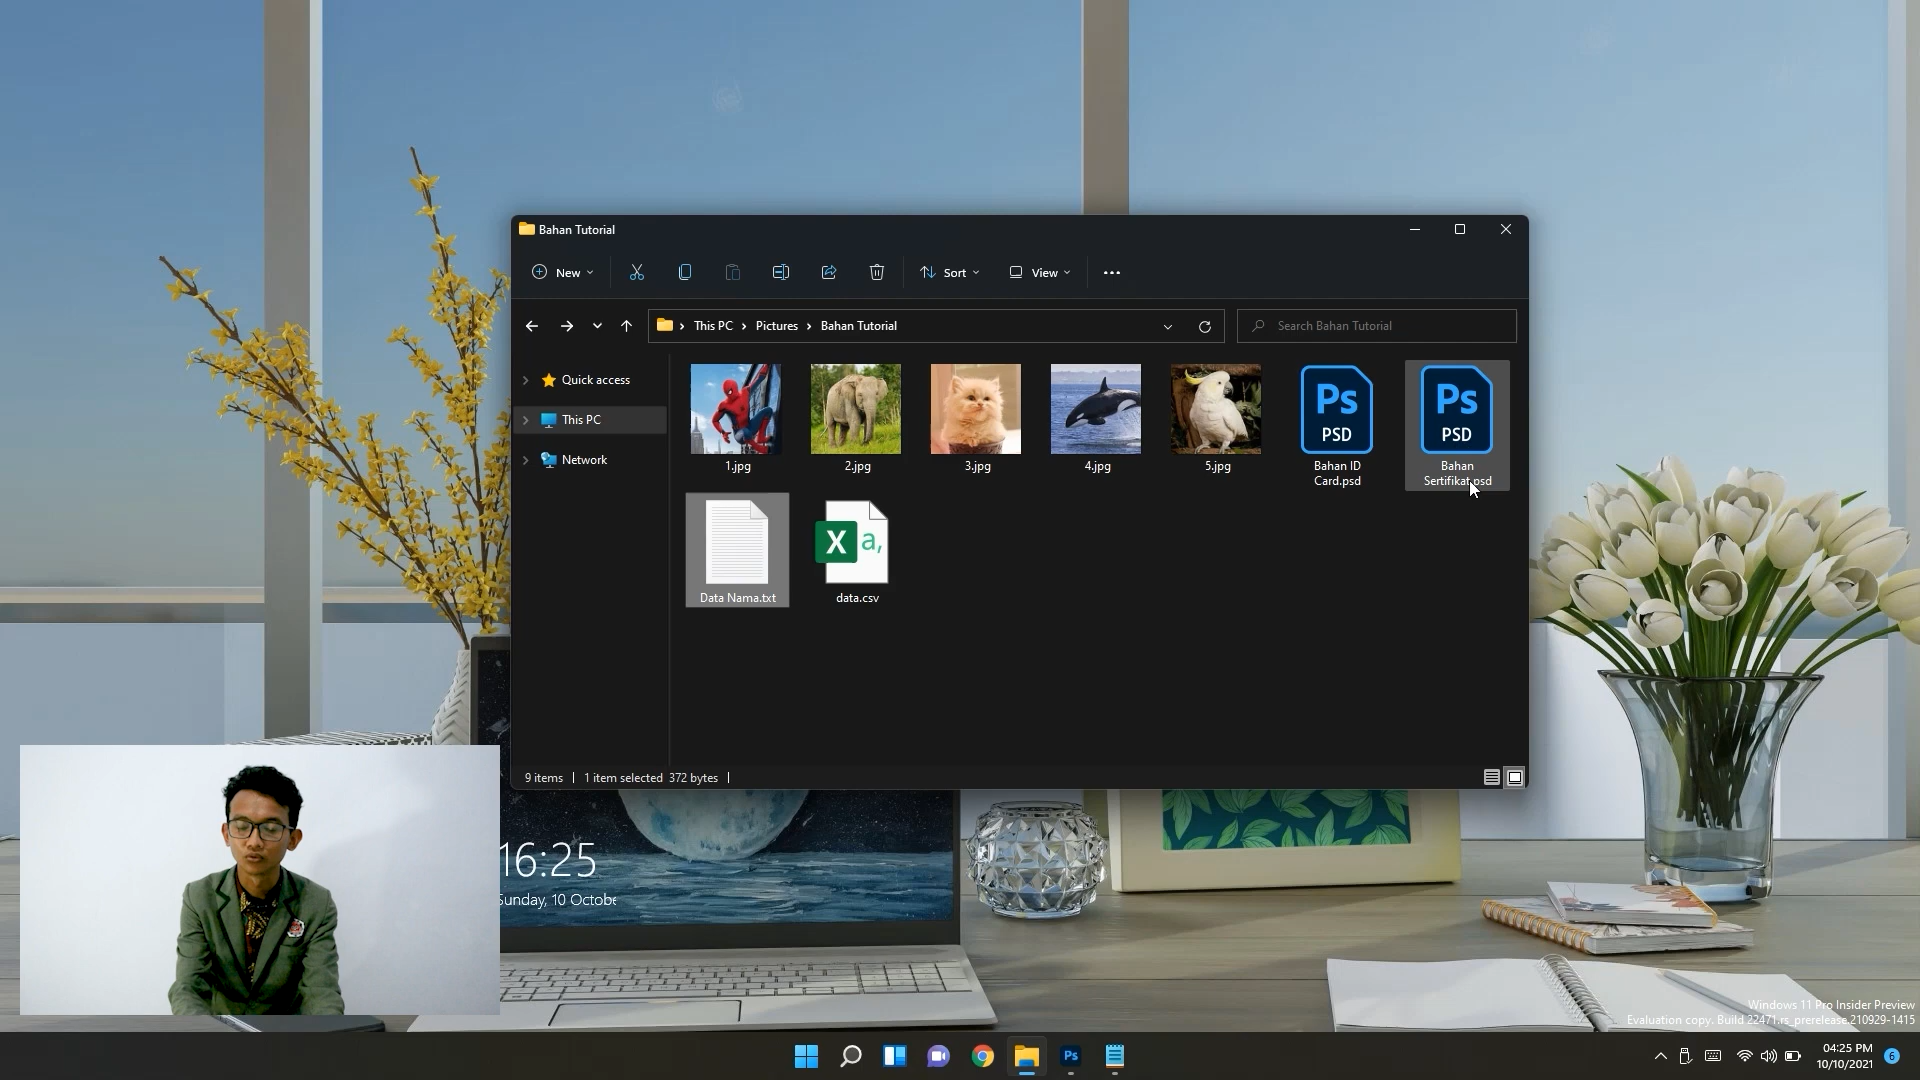 Bahan Tutorial
New
Sort
View
This PC
Pictures
Bahan Tutorial
Search Bahan Tutorial
Quick access
This PC
Network
1.jpg
2.jpg
3.jpg
4.jpg
5.jpg
Ps
PSD
Bahan ID
Card.psd
Ps
PSD
Bahan
Sertifikat.psd
Data Nama.txt
X a,
data.csv
9 items
1 item selected 372 bytes
16:25
Sunday, 10 Octobe
Windows 11 Pro Insider Preview
Evaluation copy. Build 22471.rs_prerelease.210929-1415
Ps
04:25 PM
10/10/2021
6